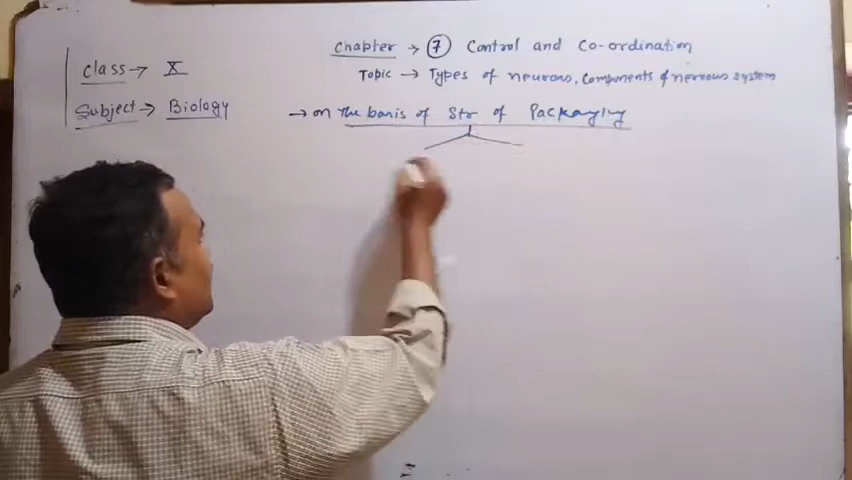 Class → X
Subject → Biology
Chapter → 7 Control and Co-ordination
Topic → Types of neurons, Components of nervous system
→ on the basis of Str of Packaging